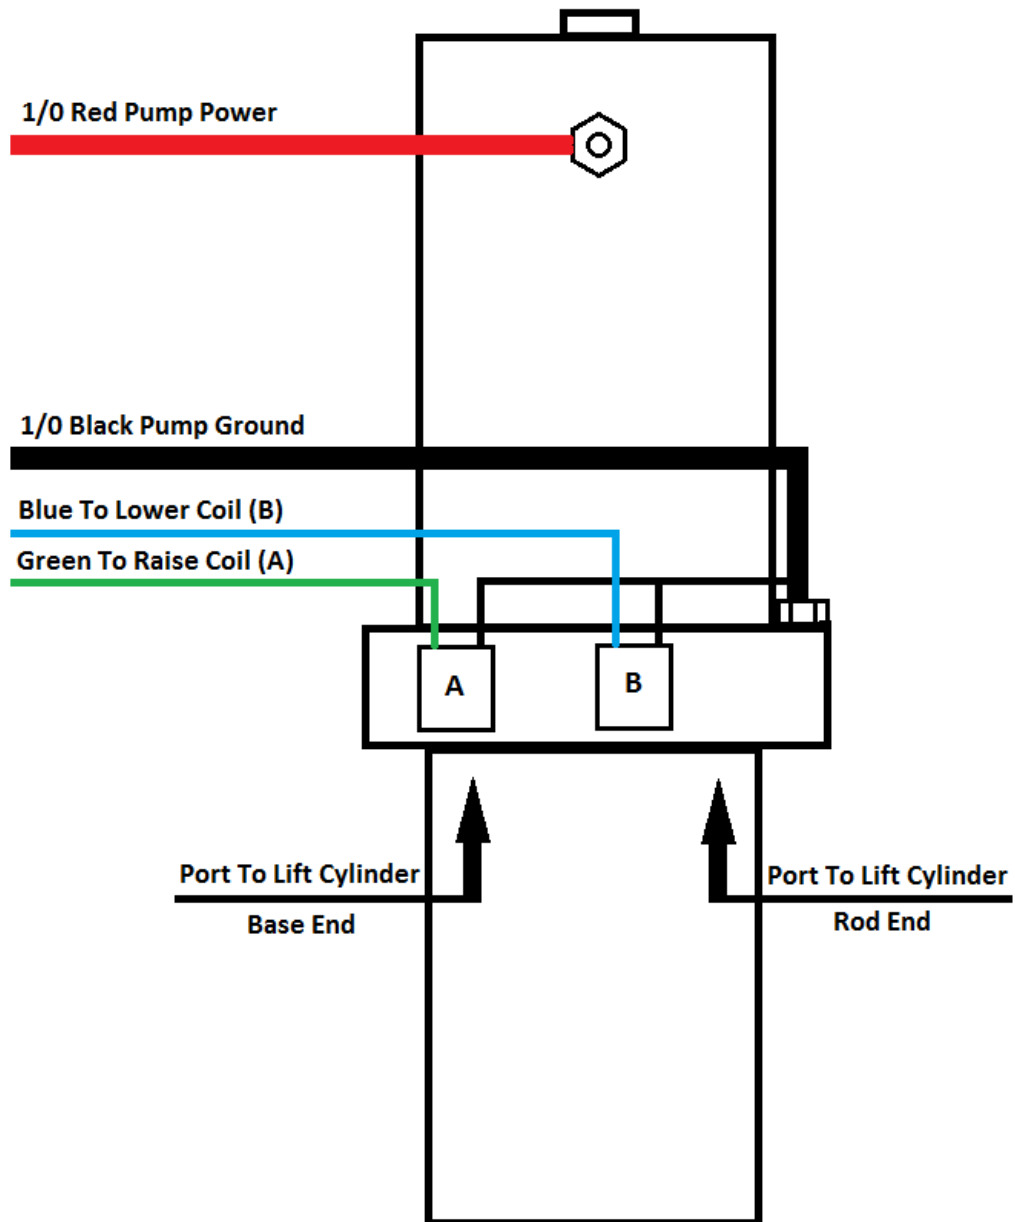 1/0 Red Pump Power
1/0 Black Pump Ground
Blue To Lower Coil (B)
Green To Raise Coil (A)
A
B
Port To Lift Cylinder
Base End
Port To Lift Cylinder
Rod End